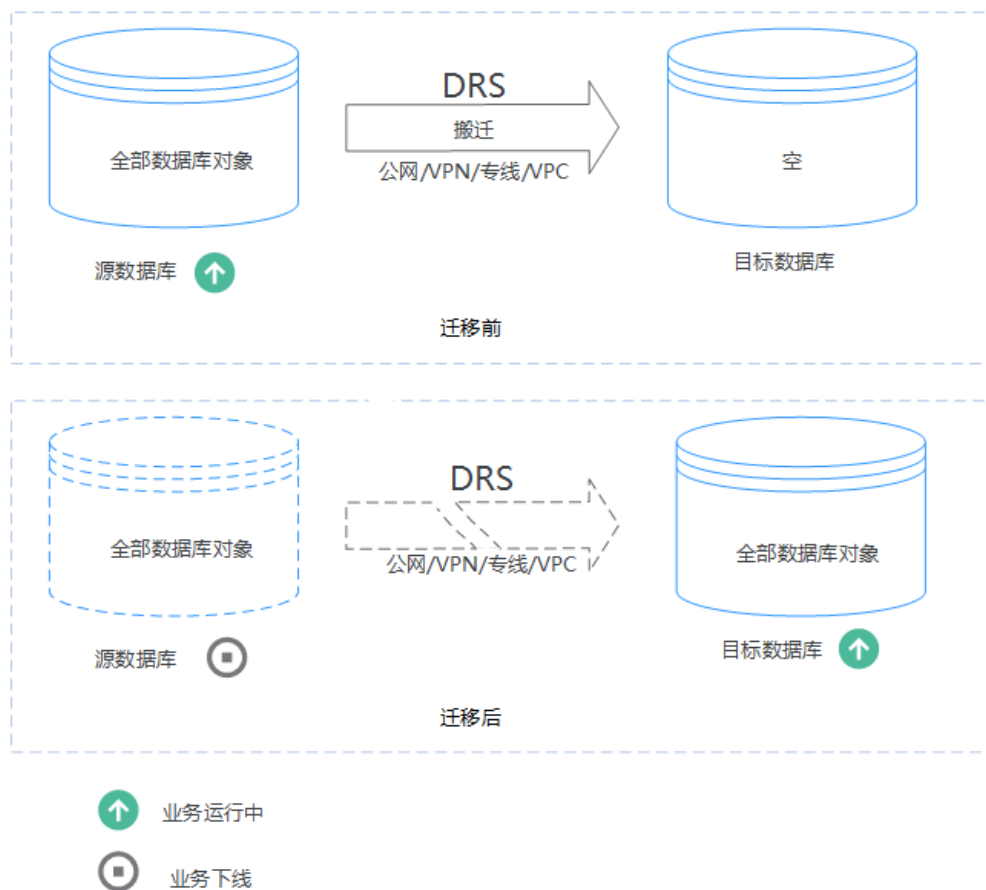 DRS
全部数据库对象
搬迁
空
公网/VPN/专线/VPC
源数据库
目标数据库
迁移前
DRS
全部数据库对象
公网/VPN/专线/VPC
全部数据库对象
源数据库
目标数据库
迁移后
业务运行中
业务下线